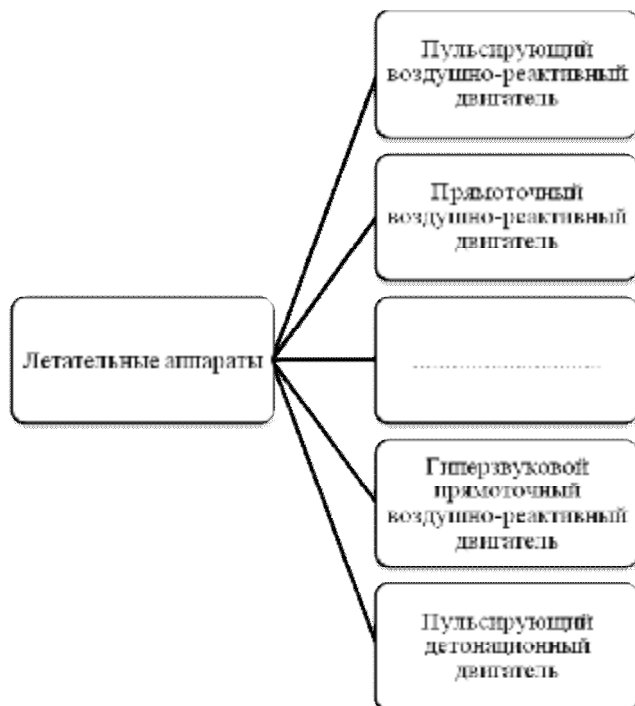 Пульсирующий
воздушно-реактивный
двигатель
Прямоточный
воздушно-реактивный
двигатель
Летательные аппараты
................................
Гиперзвуковой
прямоточный
воздушно-реактивный
двигатель
Пульсирующий
детонационный
двигатель